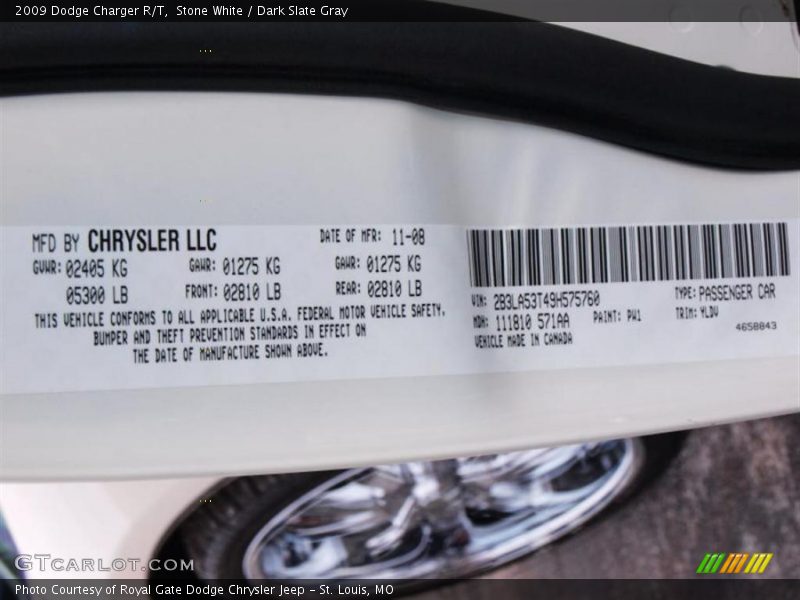 2009 Dodge Charger R/T,  Stone White / Dark Slate Gray
MFD BY CHRYSLER LLC DATE OF MFR: 11-08
GVWR: 02405 KG GAWR: 01275 KG GAWR: 01275 KG
05300 LB FRONT: 02810 LB REAR: 02810 LB
THIS VEHICLE CONFORMS TO ALL APPLICABLE U.S.A. FEDERAL MOTOR VEHICLE SAFETY,
BUMPER AND THEFT PREVENTION STANDARDS IN EFFECT ON
THE DATE OF MANUFACTURE SHOWN ABOVE.
VIN: 2B3LA53T49H575760 TYPE: PASSENGER CAR
MDH: 111810 571AA PAINT: PW1 TRIM: YLDV
VEHICLE MADE IN CANADA 4658843
GTCARLOT.COM
Photo Courtesy of Royal Gate Dodge Chrysler Jeep - St. Louis, MO